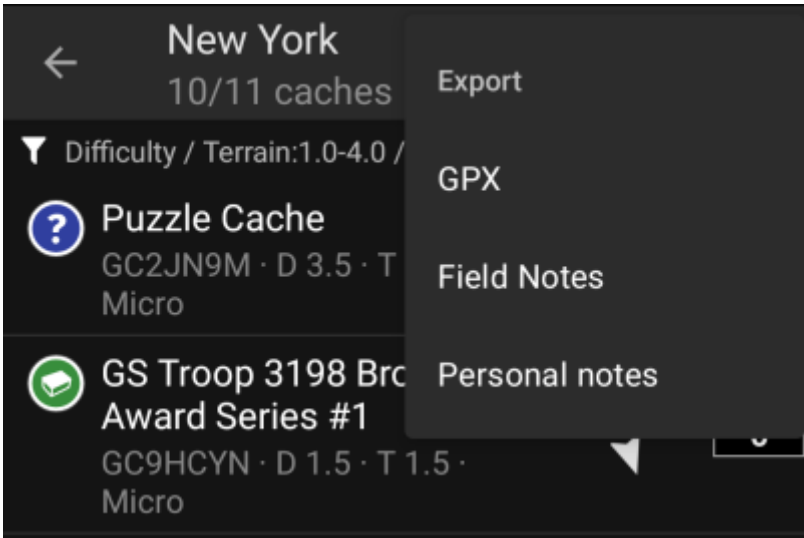 New York
10/11 caches
Difficulty / Terrain:1.0-4.0 /
Puzzle Cache
GC2JN9M · D 3.5 · T
Micro
GS Troop 3198 Bro
Award Series #1
GC9HCYN · D 1.5 · T 1.5 ·
Micro
Export
GPX
Field Notes
Personal notes